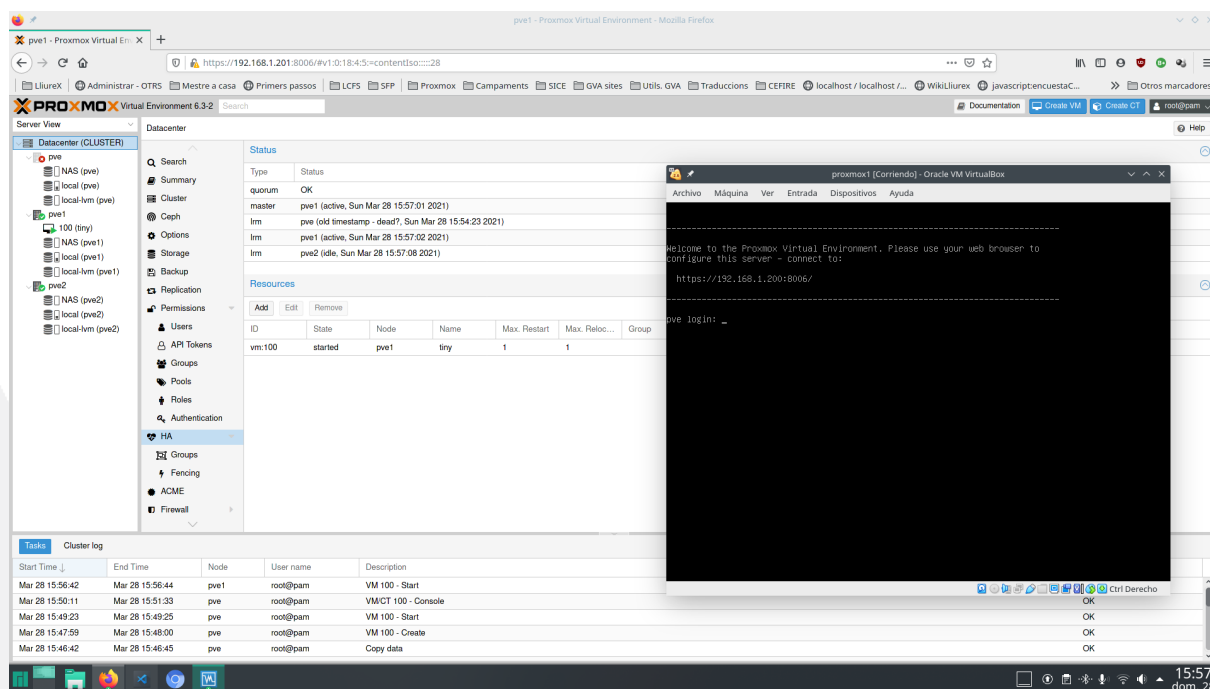 pve1 - Proxmox Virtual Environment - Mozilla Firefox
pve1 - Proxmox Virtual En
https://192.168.1.201:8006/#v1:0:18:4:5:=contentIso:::::28
LliureX Administrar - OTRS Mestre a casa Primers passos LCFS SFP Proxmox Campaments SICE GVA sites Utils. GVA Traduccions CEFIRE localhost / localhost /... WikiLliurex javascript:encuestaC... Otros marcadores
PROXMOX Virtual Environment 6.3-2 Search Documentation Create VM Create CT root@pam
Server View
Datacenter (CLUSTER)
pve
NAS (pve)
local (pve)
local-lvm (pve)
pve1
100 (tiny)
NAS (pve1)
local (pve1)
local-lvm (pve1)
pve2
NAS (pve2)
local (pve2)
local-lvm (pve2)
Datacenter
Help
Search
Summary
Cluster
Ceph
Options
Storage
Backup
Replication
Permissions
Users
API Tokens
Groups
Pools
Roles
Authentication
HA
Groups
Fencing
ACME
Firewall
Status
Type Status
quorum OK
master pve1 (active, Sun Mar 28 15:57:01 2021)
lrm pve (old timestamp - dead?, Sun Mar 28 15:54:23 2021)
lrm pve1 (active, Sun Mar 28 15:57:02 2021)
lrm pve2 (idle, Sun Mar 28 15:57:08 2021)
Resources
Add Edit Remove
ID State Node Name Max. Restart Max. Reloc... Group
vm:100 started pve1 tiny 1 1
proxmox1 [Corriendo] - Oracle VM VirtualBox
Archivo Máquina Ver Entrada Dispositivos Ayuda
Welcome to the Proxmox Virtual Environment. Please use your web browser to
configure this server - connect to:
https://192.168.1.200:8006/
pve login: _
Ctrl Derecho
Tasks Cluster log
Start Time ↓ End Time Node User name Description
Mar 28 15:56:42 Mar 28 15:56:44 pve1 root@pam VM 100 - Start
Mar 28 15:50:11 Mar 28 15:51:33 pve root@pam VM/CT 100 - Console OK
Mar 28 15:49:23 Mar 28 15:49:25 pve root@pam VM 100 - Start OK
Mar 28 15:47:59 Mar 28 15:48:00 pve root@pam VM 100 - Create OK
Mar 28 15:46:42 Mar 28 15:46:45 pve root@pam Copy data OK
15:57
dom, 2